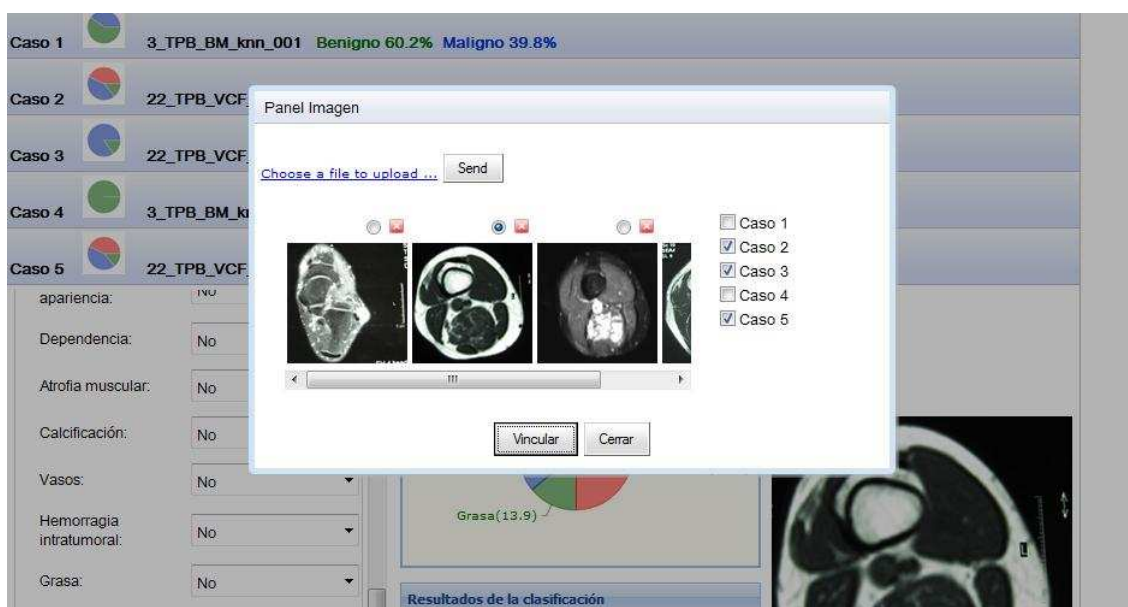 Caso 1 3_TPB_BM_knn_001 Benigno 60.2% Maligno 39.8%
Caso 2 22_TPB_VCF_
Caso 3 22_TPB_VCF_
Caso 4 3_TPB_BM_k
Caso 5 22_TPB_VCF_
Panel Imagen
Choose a file to upload ... Send
Caso 1
Caso 2
Caso 3
Caso 4
Caso 5
Vincular Cerrar
apariencia: No
Dependencia: No
Atrofia muscular: No
Calcificación: No
Vasos: No
Hemorragia
intratumoral: No
Grasa: No
Grasa(13.9)
Resultados de la clasificación
L